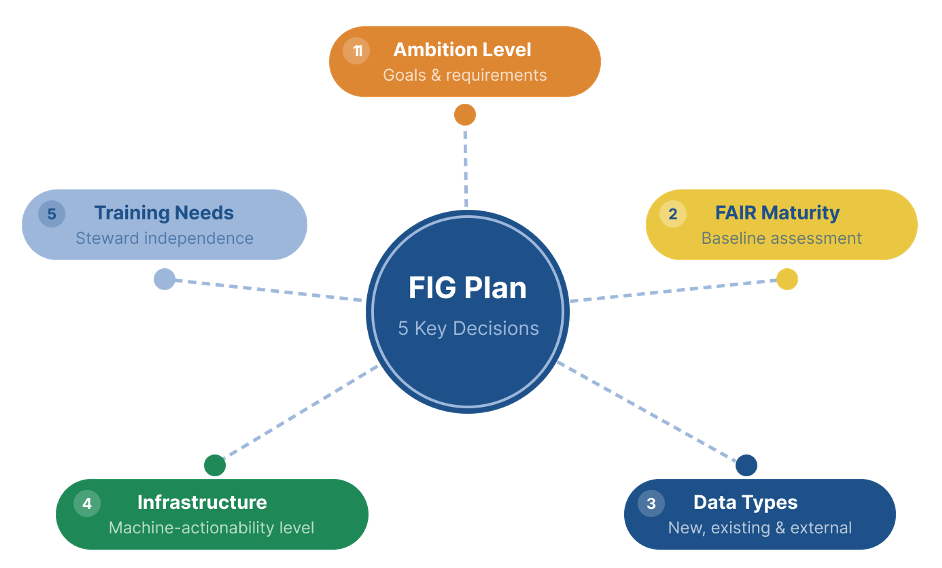 1
Ambition Level
Goals & requirements
5
Training Needs
Steward independence
2
FAIR Maturity
Baseline assessment
FIG Plan
5 Key Decisions
4
Infrastructure
Machine-actionability level
3
Data Types
New, existing & external